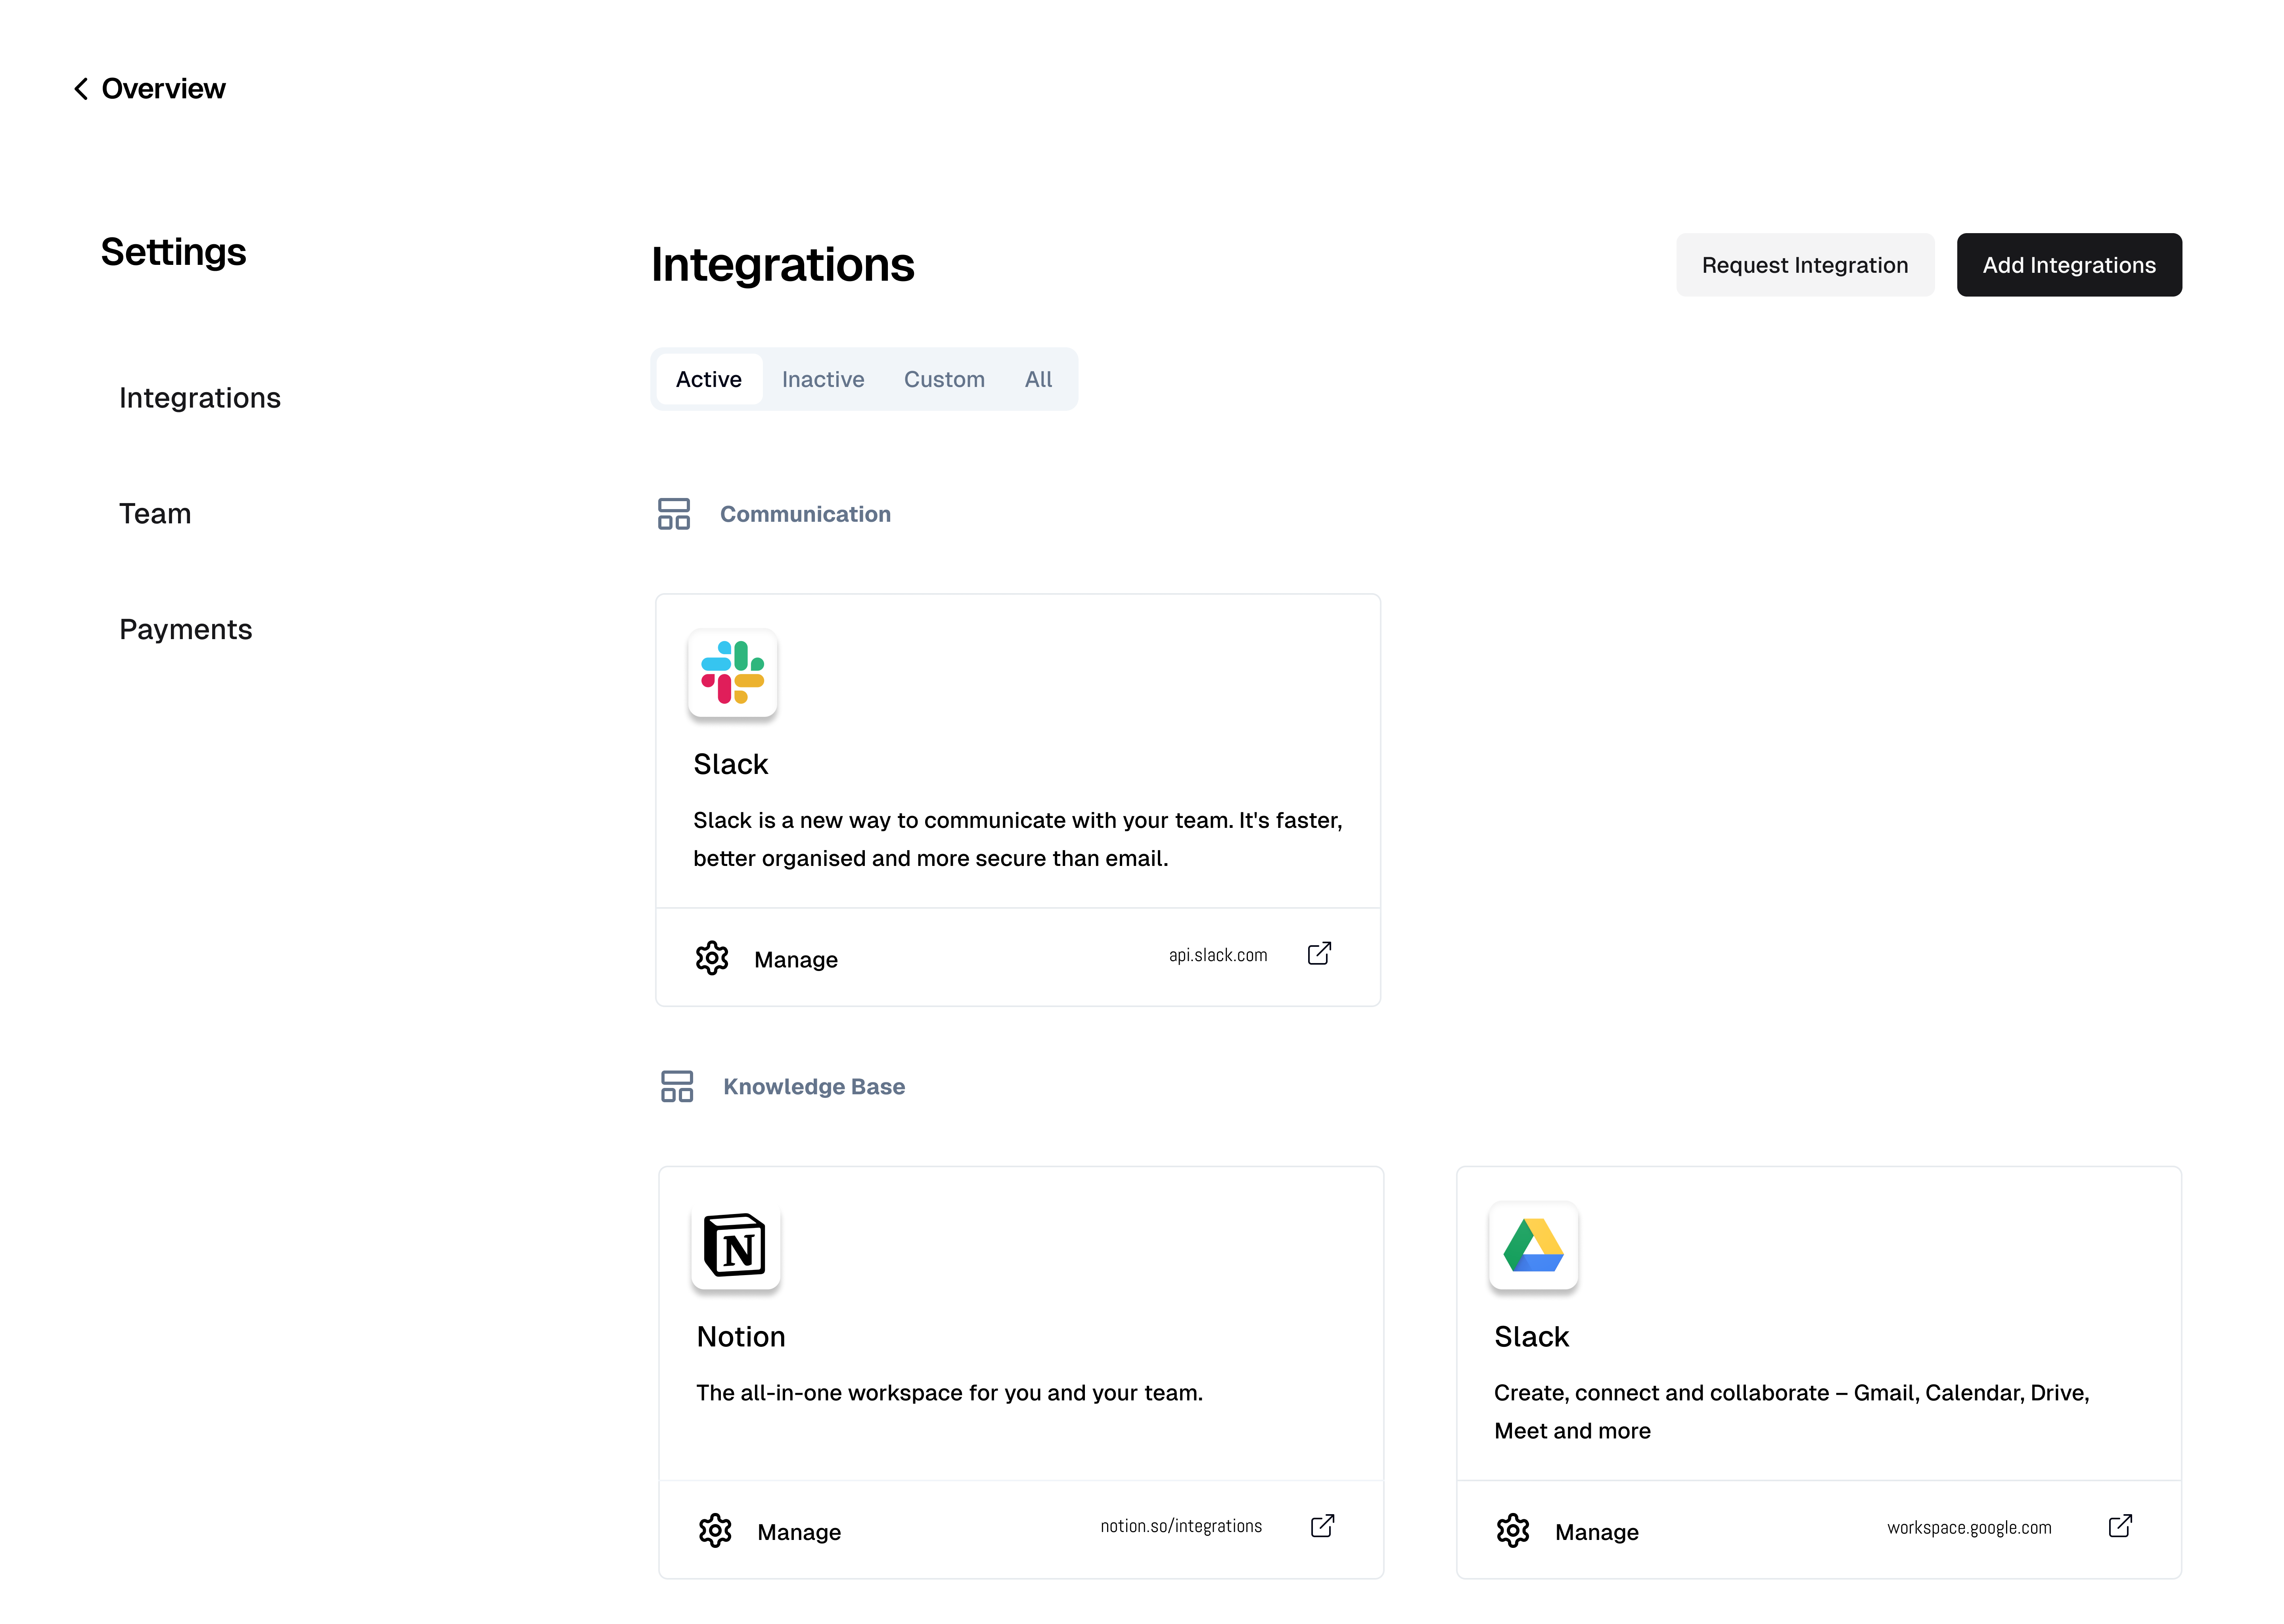 Overview
Settings
Integrations
Team
Payments
Integrations
Request Integration
Add Integrations
Active
Inactive
Custom
All
Communication
Slack
Slack is a new way to communicate with your team. It's faster,
better organised and more secure than email.
Manage
api.slack.com
Knowledge Base
N
Notion
The all-in-one workspace for you and your team.
Manage
notion.so/integrations
Slack
Create, connect and collaborate – Gmail, Calendar, Drive,
Meet and more
Manage
workspace.google.com